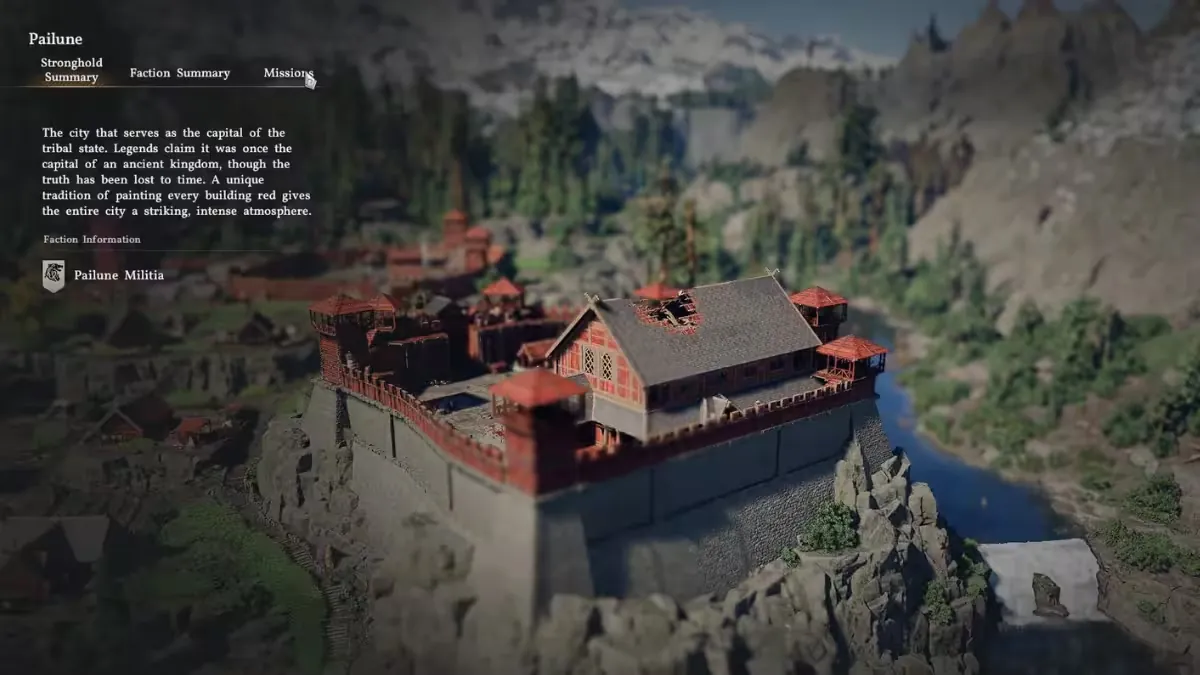 Pailune
Stronghold
Summary
Faction Summary
Missions
The city that serves as the capital of the
tribal state. Legends claim it was once the
capital of an ancient kingdom, though the
truth has been lost to time. A unique
tradition of painting every building red gives
the entire city a striking, intense atmosphere.
Faction Information
Pailune Militia